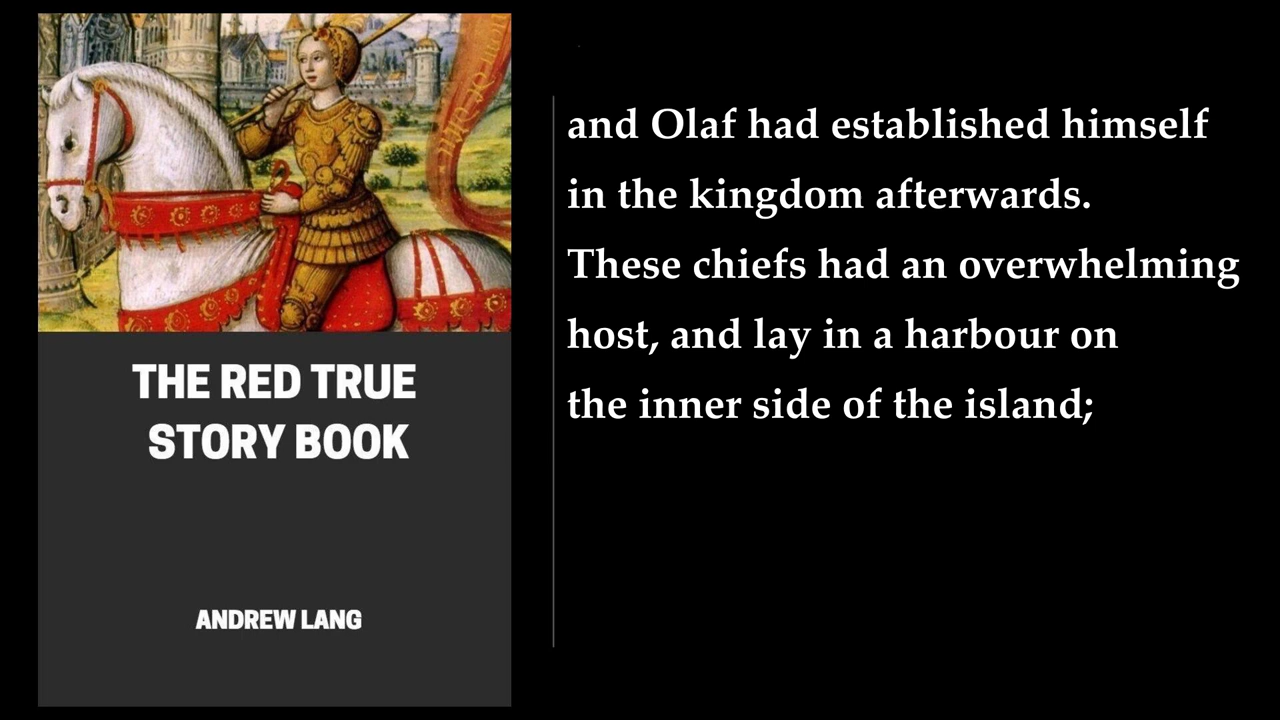 THE RED TRUE
STORY BOOK
ANDREW LANG
and Olaf had established himself
in the kingdom afterwards.
These chiefs had an overwhelming
host, and lay in a harbour on
the inner side of the island;